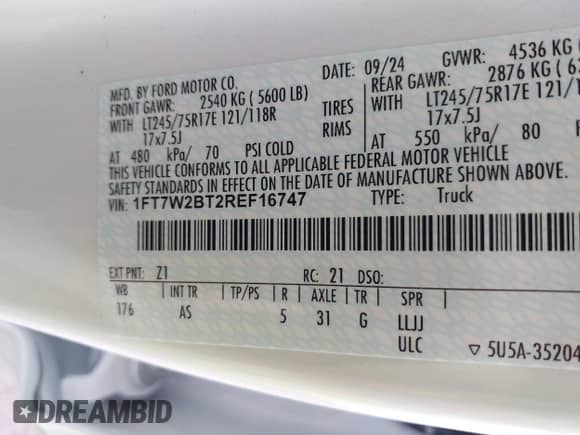 MFD. BY FORD MOTOR CO.
DATE: 09/24 GVWR: 4536 KG
FRONT GAWR: 2540 KG (5600 LB) REAR GAWR: 2876 KG
WITH LT245/75R17E 121/118R TIRES WITH LT245/75R17E 121/
17x7.5J RIMS 17x7.5J
AT 480 kPa/ 70 PSI COLD AT 550 kPa/ 80
THIS VEHICLE CONFORMS TO ALL APPLICABLE FEDERAL MOTOR VEHICLE
SAFETY STANDARDS IN EFFECT ON THE DATE OF MANUFACTURE SHOWN ABOVE.
VIN: 1FT7W2BT2REF16747 TYPE: Truck
EXT PNT: Z1 RC: 21 DSO:
WB INT TR TP/PS R AXLE TR SPR
176 AS 5 31 G LLJJ
ULC ▽ 5U5A-35204
DREAMBID